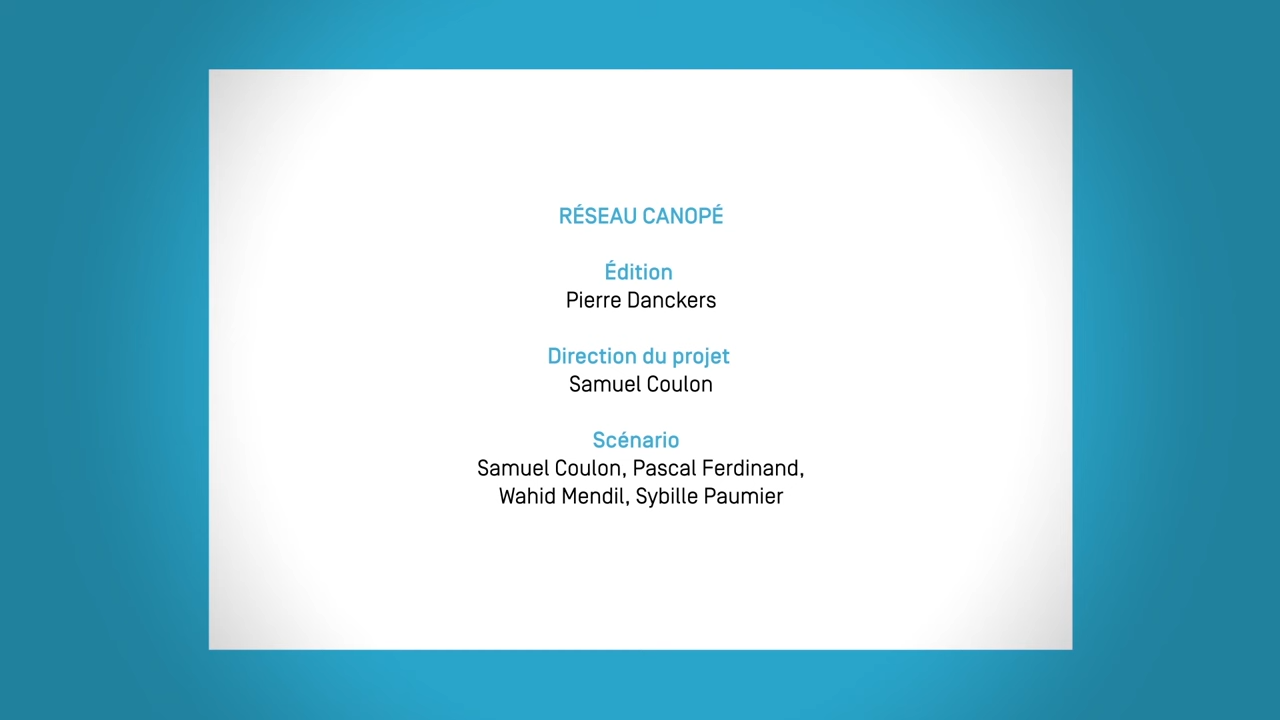 RÉSEAU CANOPÉ
Édition
Pierre Danckers
Direction du projet
Samuel Coulon
Scénario
Samuel Coulon, Pascal Ferdinand,
Wahid Mendil, Sybille Paumier